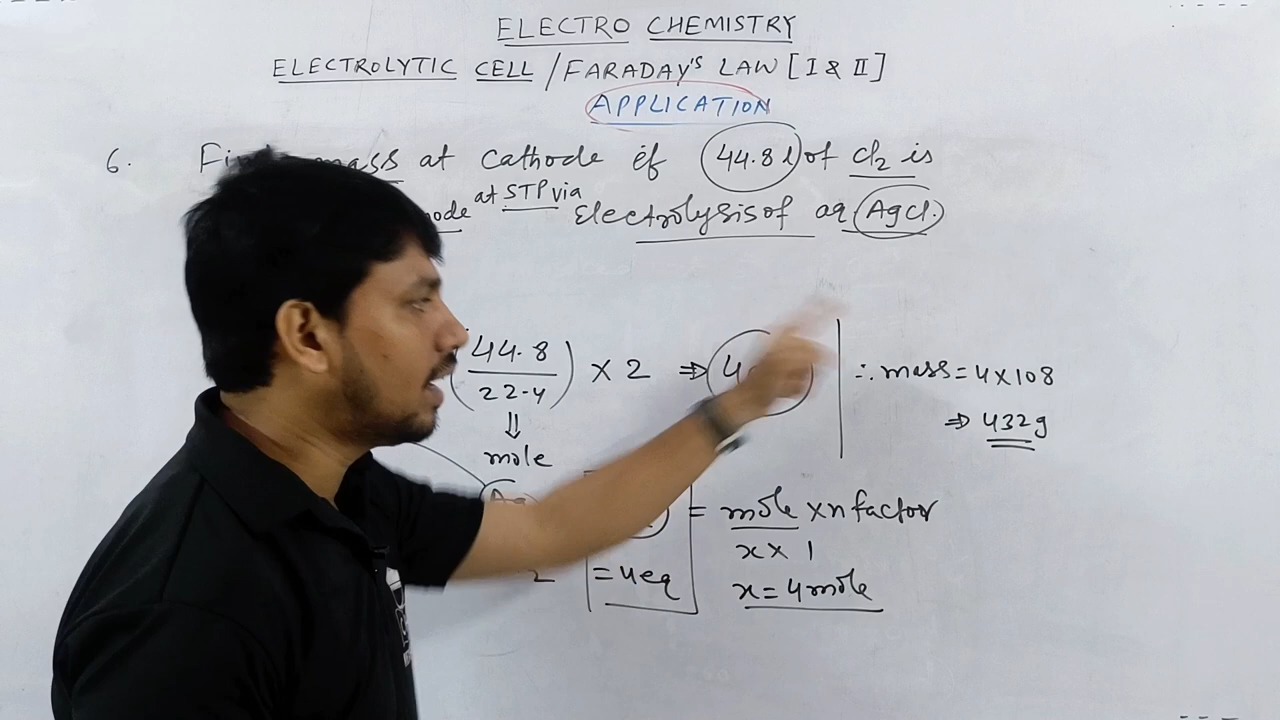 ELECTRO CHEMISTRY
ELECTROLYTIC CELL / FARADAY'S LAW [I & II]
APPLICATION
6. mass at cathode if 44.8 l of Cl2 is
at STP via Electrolysis of aq AgCl.
(44.8 / 22.4) × 2 ⇒ 4
⇓
mole
∴ mass = 4 × 108
⇒ 432g
= mole × n factor
x × 1
2 = 4eq x = 4 mole